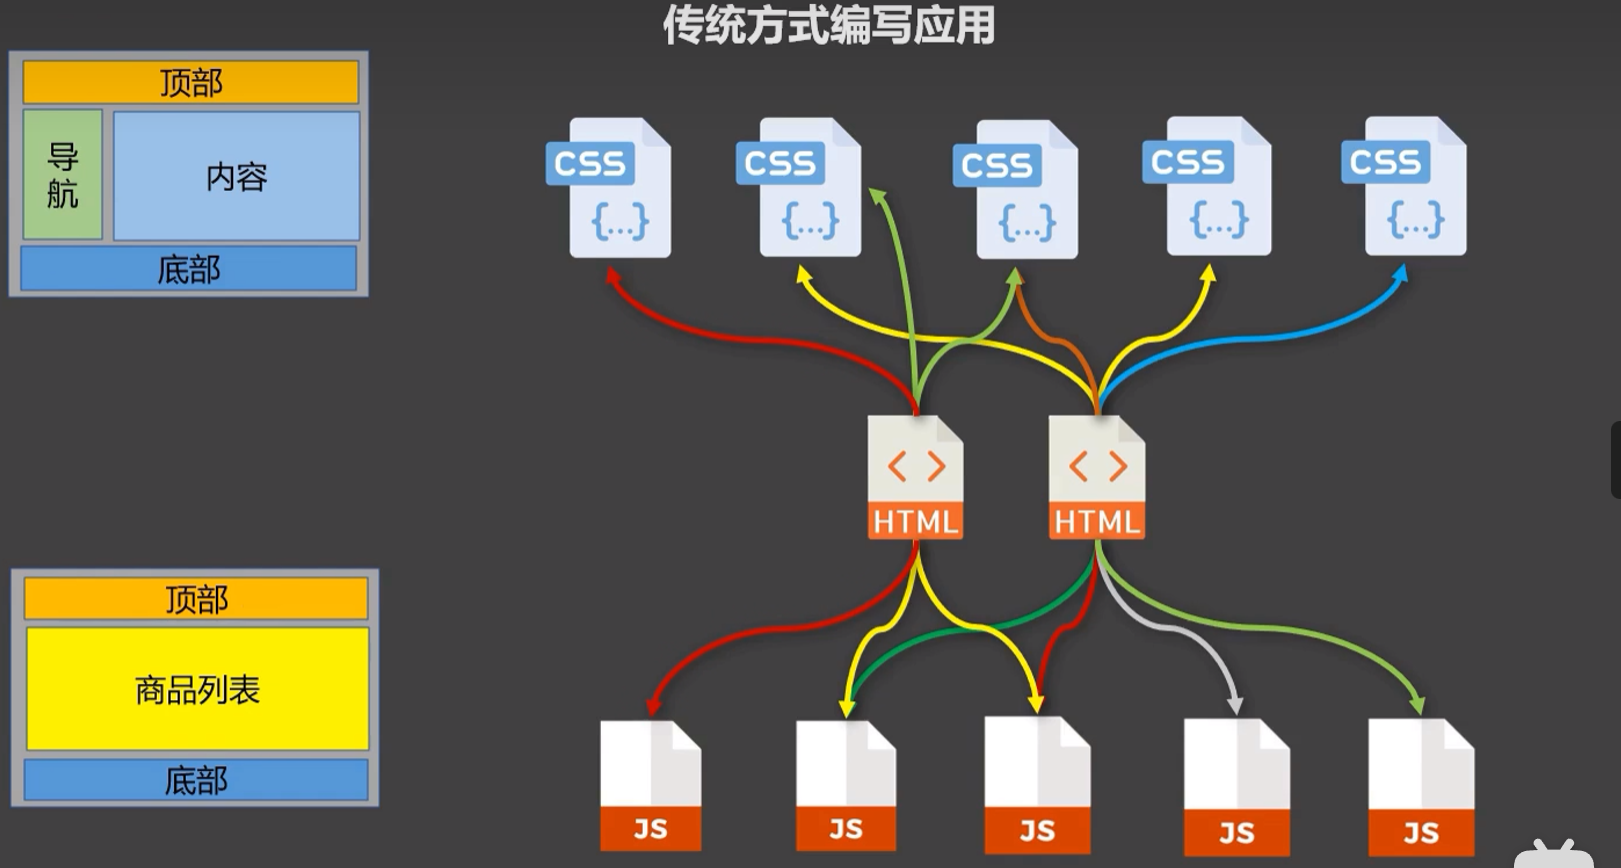 传统方式编写应用
顶部
导航
内容
底部
CSS
{...}
CSS
{...}
CSS
{...}
CSS
{...}
CSS
{...}
< >
HTML
< >
HTML
顶部
商品列表
底部
JS
JS
JS
JS
JS